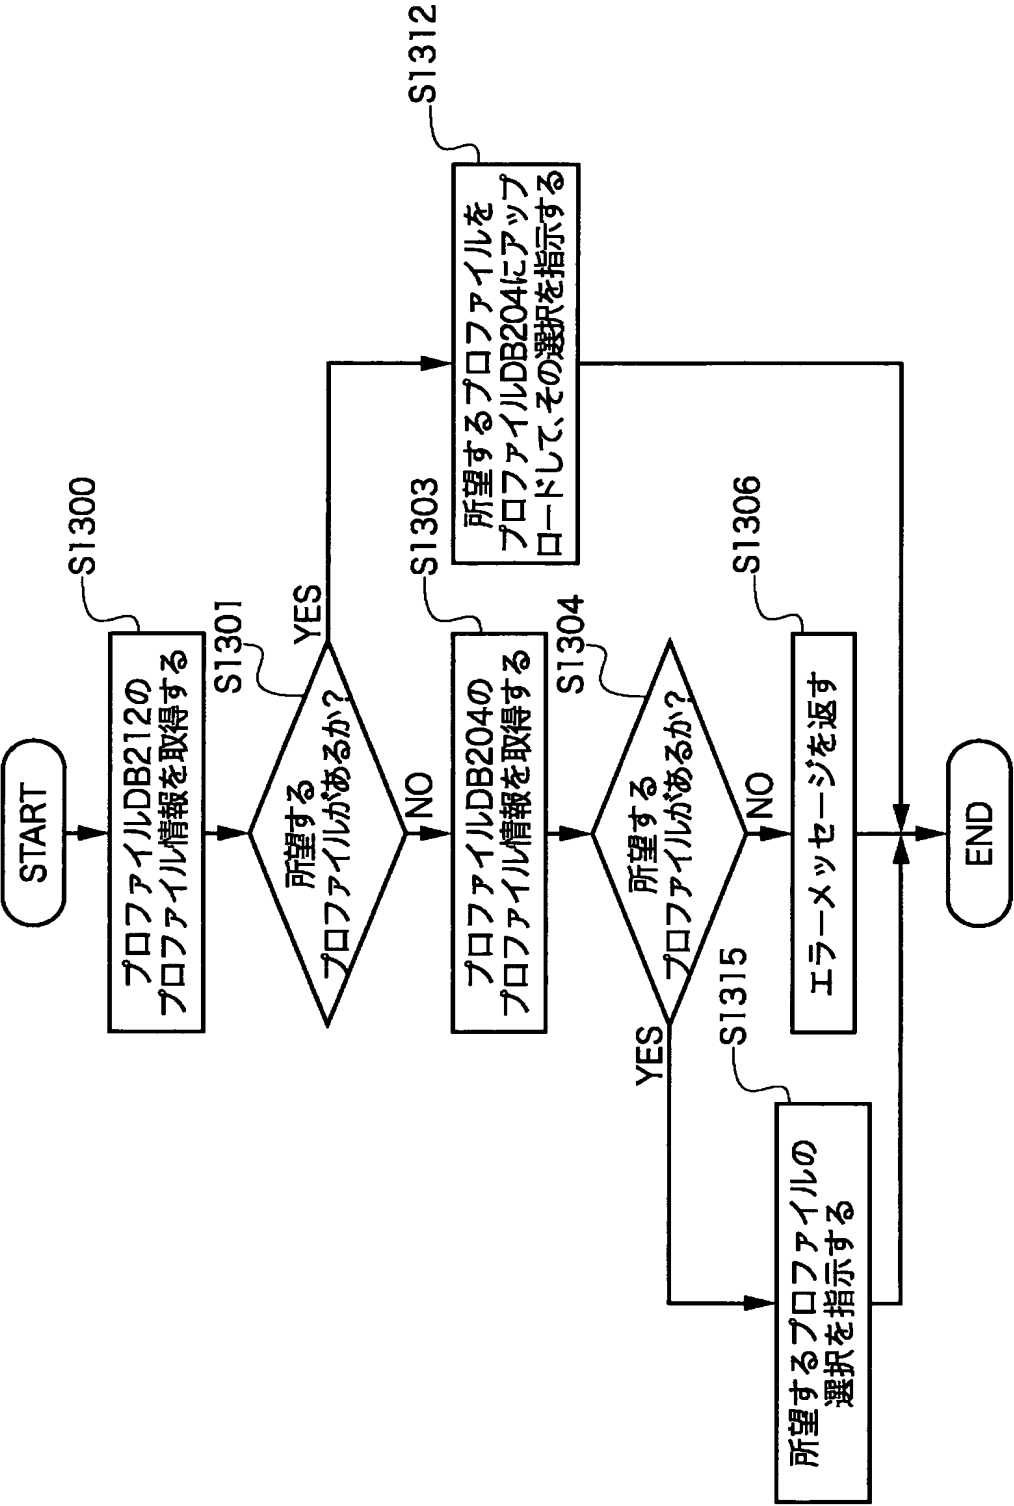 START
S1300
プロファイルDB212の
プロファイル情報を取得する
S1301
所望する
プロファイルがあるか?
YES
NO
S1312
所望するプロファイルを
プロファイルDB204にアップ
ロードして、その選択を指示する
S1303
プロファイルDB204の
プロファイル情報を取得する
S1304
所望する
プロファイルがあるか?
YES
NO
S1315
所望するプロファイルの
選択を指示する
S1306
エラーメッセージを返す
END